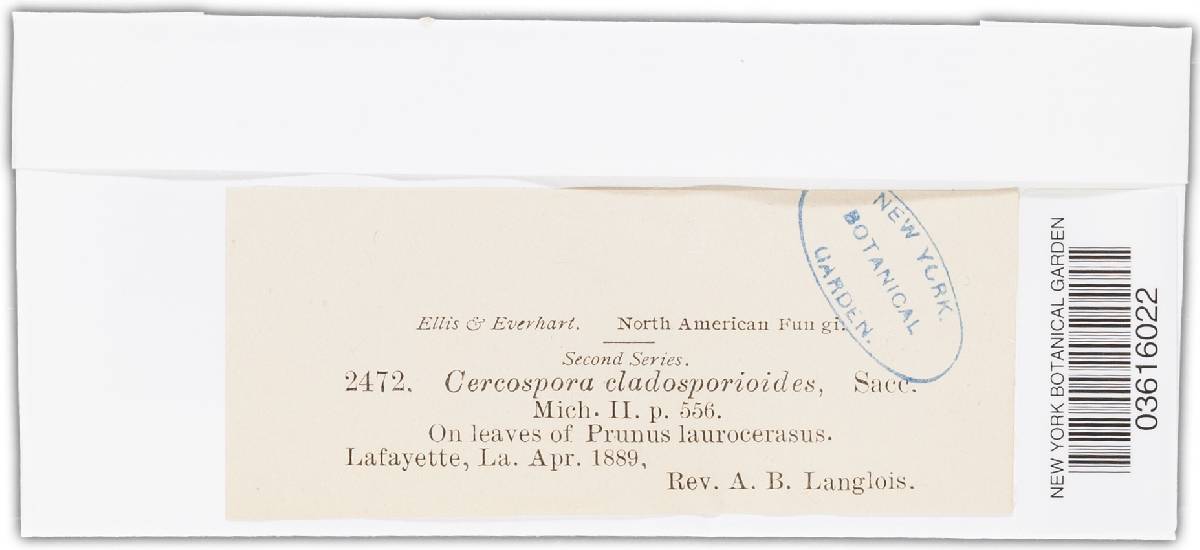 Ellis & Everhart. North American Fungi.
Second Series.
2472. Cercospora cladosporioides, Sacc.
Mich. II. p. 556.
On leaves of Prunus laurocerasus.
Lafayette, La. Apr. 1889,
Rev. A. B. Langlois.
NEW YORK
BOTANICAL
GARDEN.
NEW YORK BOTANICAL GARDEN
03616022